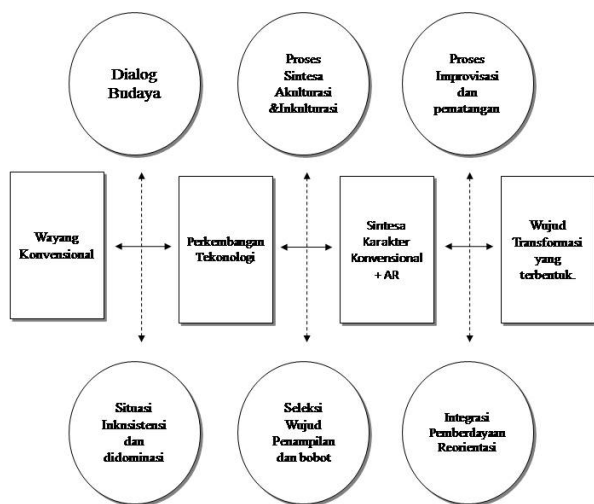 Dialog
Budaya
Proses
Sintesa
Akulturasi
&Inkulturasi
Proses
Improvisasi
dan
pematangan
Wayang
Konvensional
Perkembangan
Tekonologi
Sintesa
Karakter
Konvensional
+ AR
Wujud
Transformasi
yang
terbentuk.
Situasi
Inknsistensi
dan
didominasi
Seleksi
Wujud
Penampilan
dan bobot
Integrasi
Pemberdayaan
Reorientasi